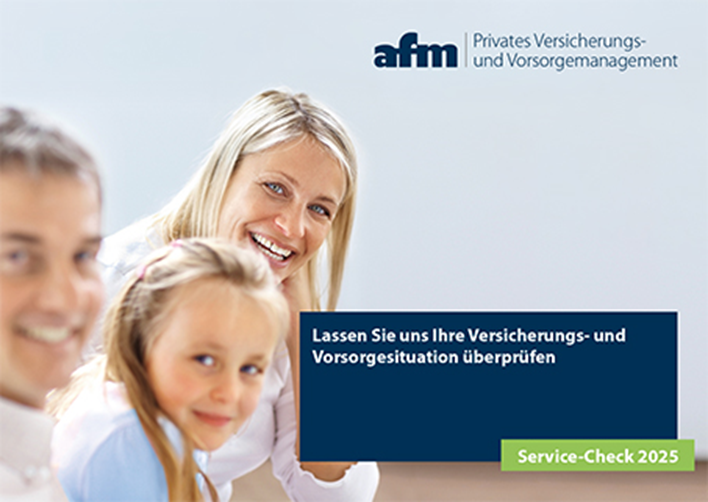 afm
Privates Versicherungs-
und Vorsorgemanagement
Lassen Sie uns Ihre Versicherungs- und
Vorsorgesituation überprüfen
Service-Check 2025